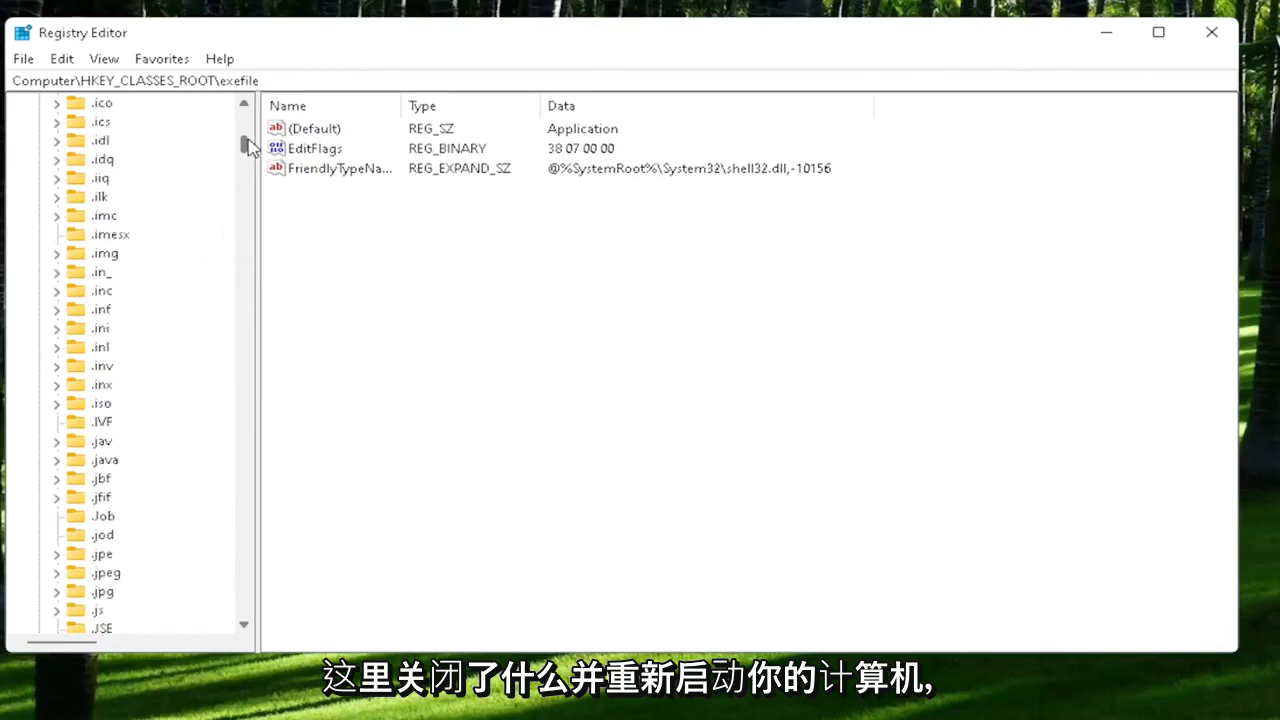 Registry Editor
File Edit View Favorites Help
Computer\HKEY_CLASSES_ROOT\exefile
.ico
.ics
.idl
.idq
.iiq
.ilk
.imc
.imesx
.img
.in_
.inc
.inf
.ini
.inl
.inv
.inx
.iso
.IVF
.jav
.java
.jbf
.jfif
.Job
.jod
.jpe
.jpeg
.jpg
.js
.JSE
Name Type Data
(Default) REG_SZ Application
EditFlags REG_BINARY 38 07 00 00
FriendlyTypeNa... REG_EXPAND_SZ @%SystemRoot%\System32\shell32.dll,-10156
这里关闭了什么并重新启动你的计算机,